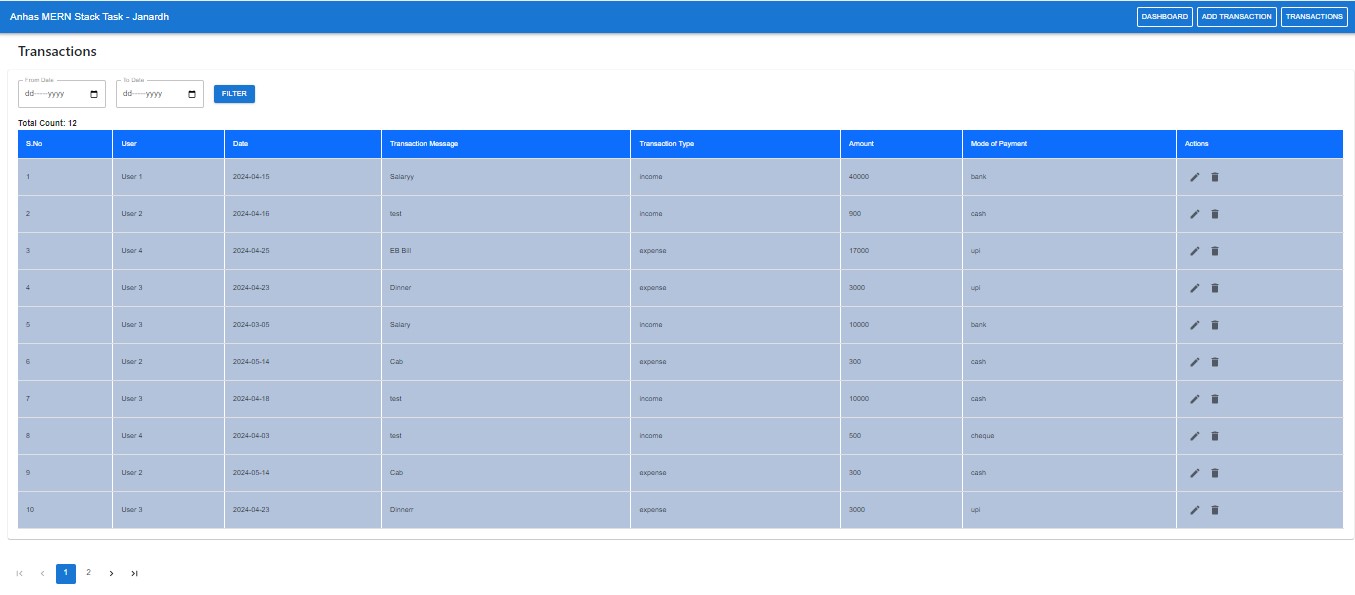 Anhas MERN Stack Task - Janardh DASHBOARD ADD TRANSACTION TRANSACTIONS
Transactions
From Date To Date
dd-----yyyy dd-----yyyy FILTER
Total Count: 12
S.No User Date Transaction Message Transaction Type Amount Mode of Payment Actions
1 User 1 2024-04-15 Salaryy income 40000 bank
2 User 2 2024-04-16 test income 900 cash
3 User 4 2024-04-25 EB Bill expense 17000 upi
4 User 3 2024-04-23 Dinner expense 3000 upi
5 User 3 2024-03-05 Salary income 10000 bank
6 User 2 2024-05-14 Cab expense 300 cash
7 User 3 2024-04-18 test income 10000 cash
8 User 4 2024-04-03 test income 500 cheque
9 User 2 2024-05-14 Cab expense 300 cash
10 User 3 2024-04-23 Dinnerr expense 3000 upi
1 2